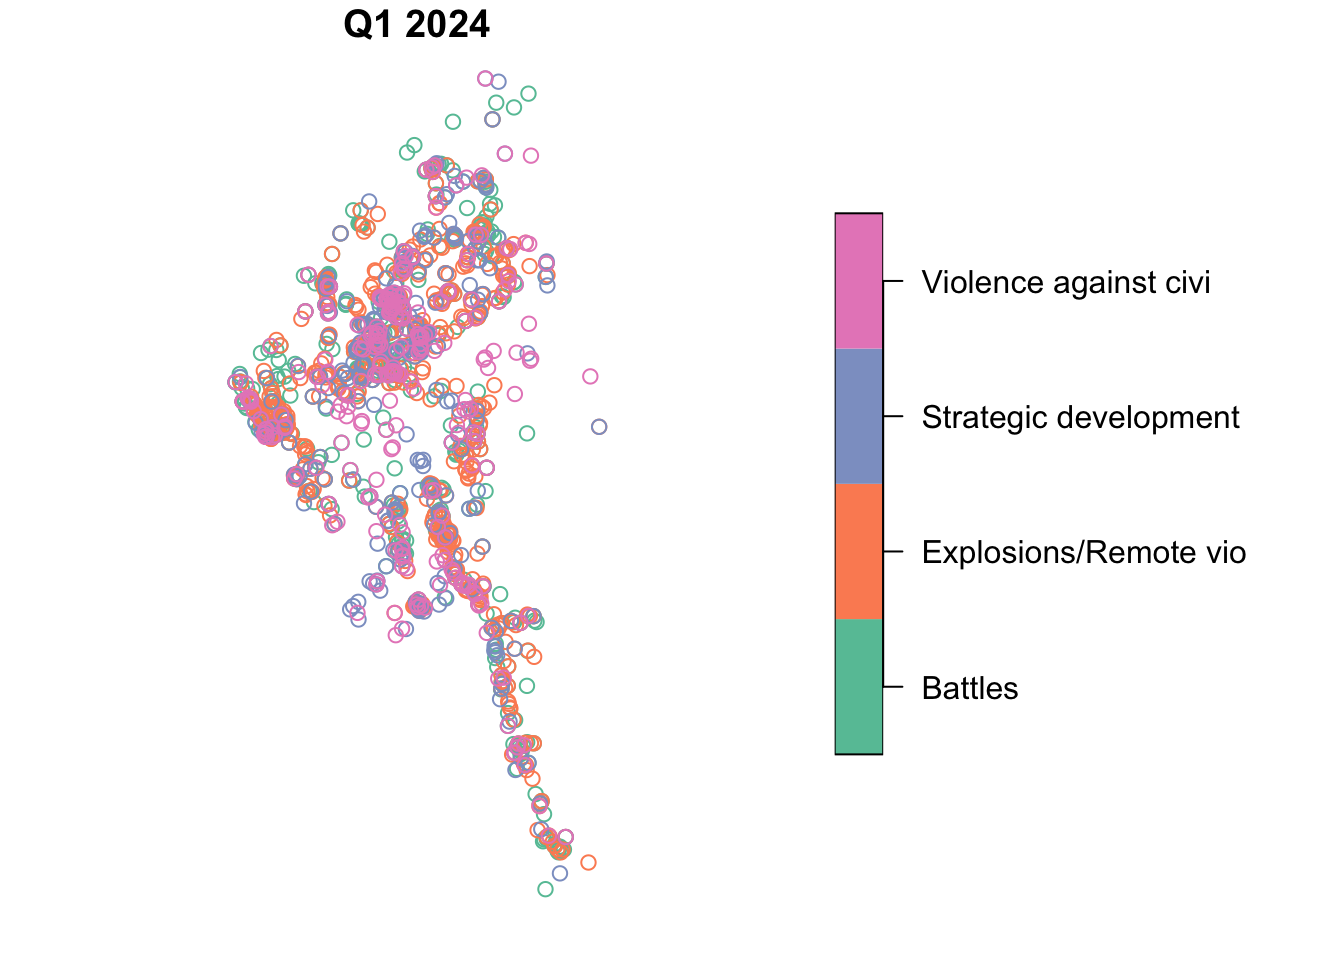 Q1 2024
Violence against civi
Strategic development
Explosions/Remote vio
Battles